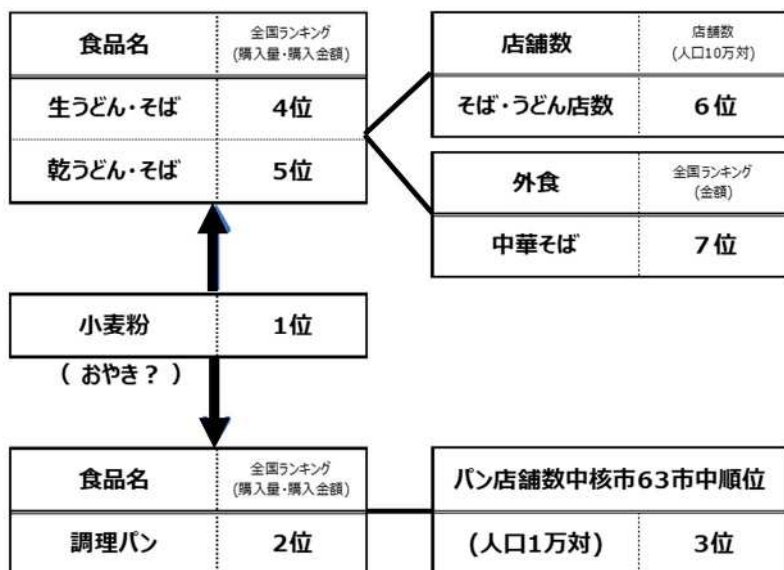 食品名
全国ランキング
(購入量・購入金額)
生うどん・そば
4位
乾うどん・そば
5位
店舗数
店舗数
(人口10万対)
そば・うどん店数
6位
外食
全国ランキング
(金額)
中華そば
7位
小麦粉
1位
( おやき? )
食品名
全国ランキング
(購入量・購入金額)
調理パン
2位
パン店舗数中核市63市中順位
(人口1万対)
3位